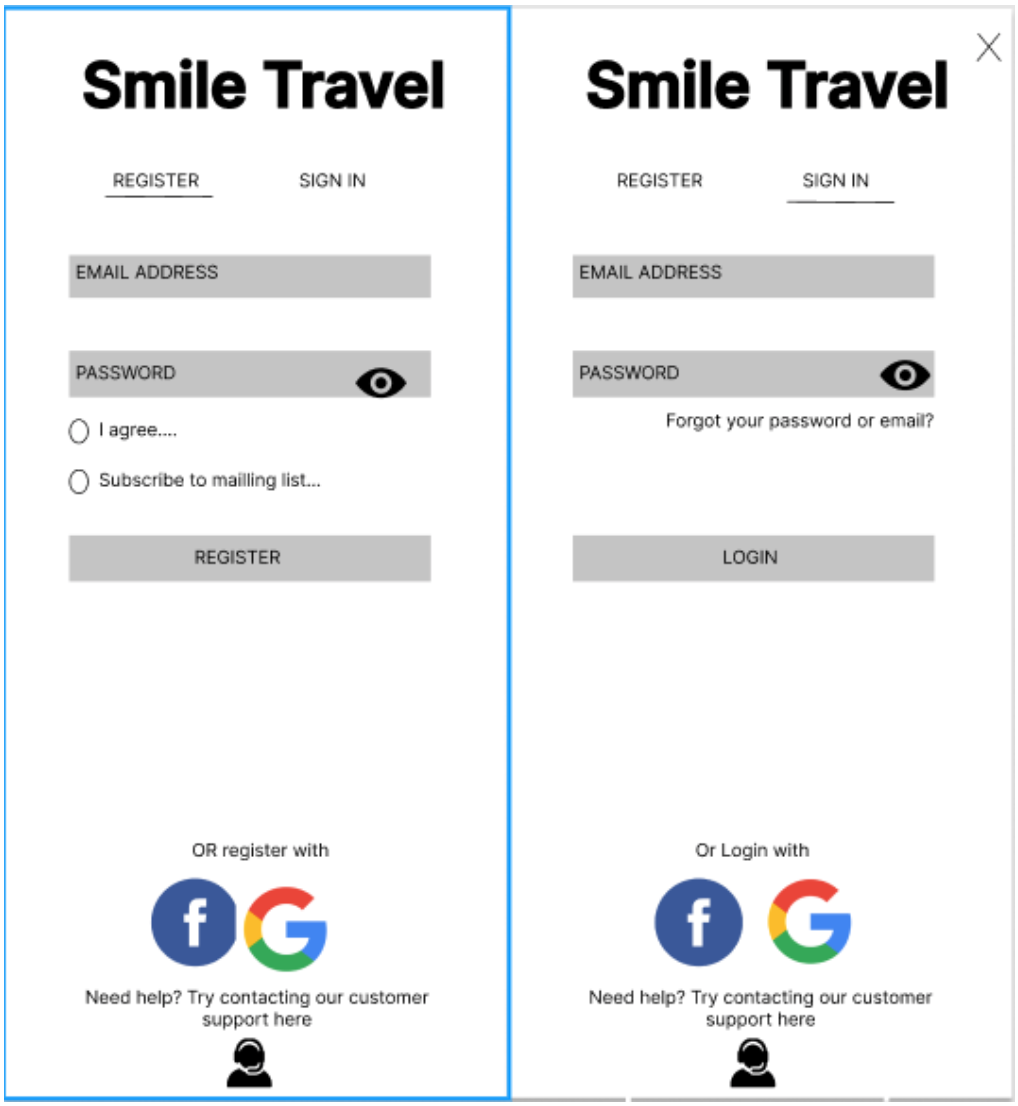 Smile Travel
REGISTER SIGN IN
EMAIL ADDRESS
PASSWORD
I agree....
Subscribe to mailling list...
REGISTER
OR register with
f G
Need help? Try contacting our customer
support here
Smile Travel
REGISTER SIGN IN
EMAIL ADDRESS
PASSWORD
Forgot your password or email?
LOGIN
Or Login with
f G
Need help? Try contacting our customer
support here